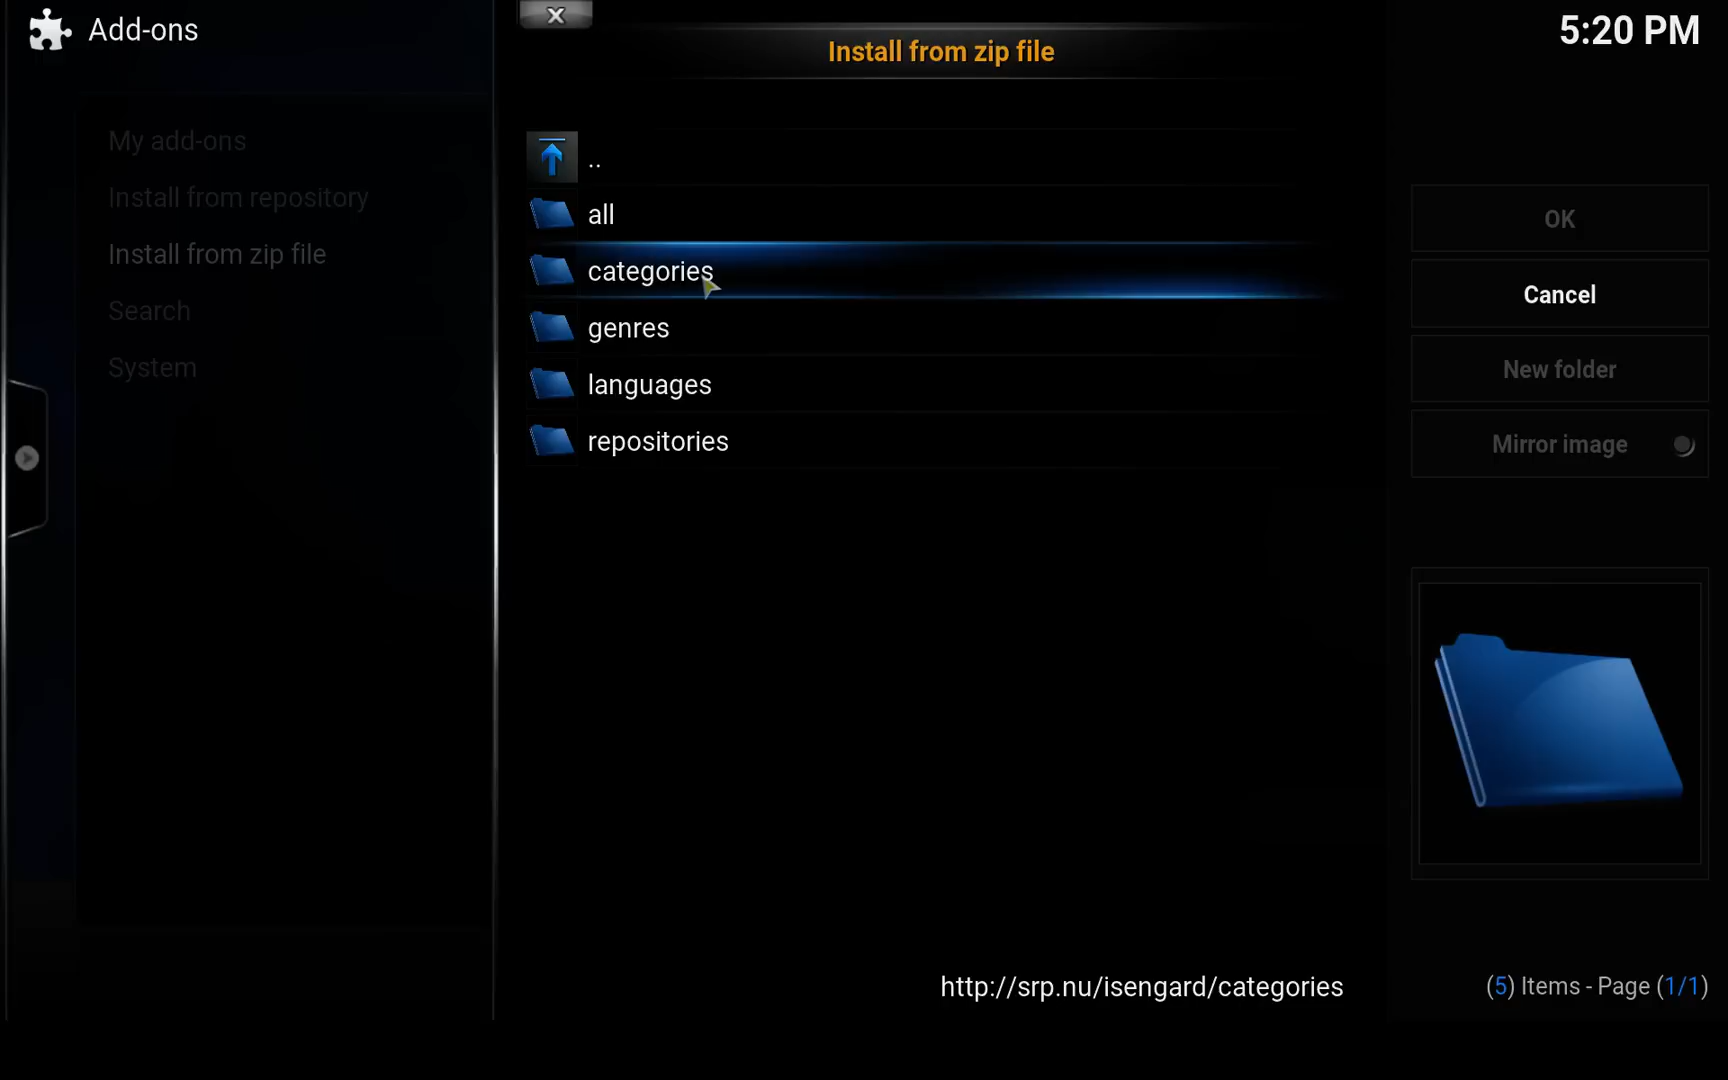 Add-ons
X
5:20 PM
Install from zip file
My add-ons
Install from repository
Install from zip file
Search
System
..
all
categories
genres
languages
repositories
OK
Cancel
New folder
Mirror image
http://srp.nu/isengard/categories
(5) Items - Page (1/1)